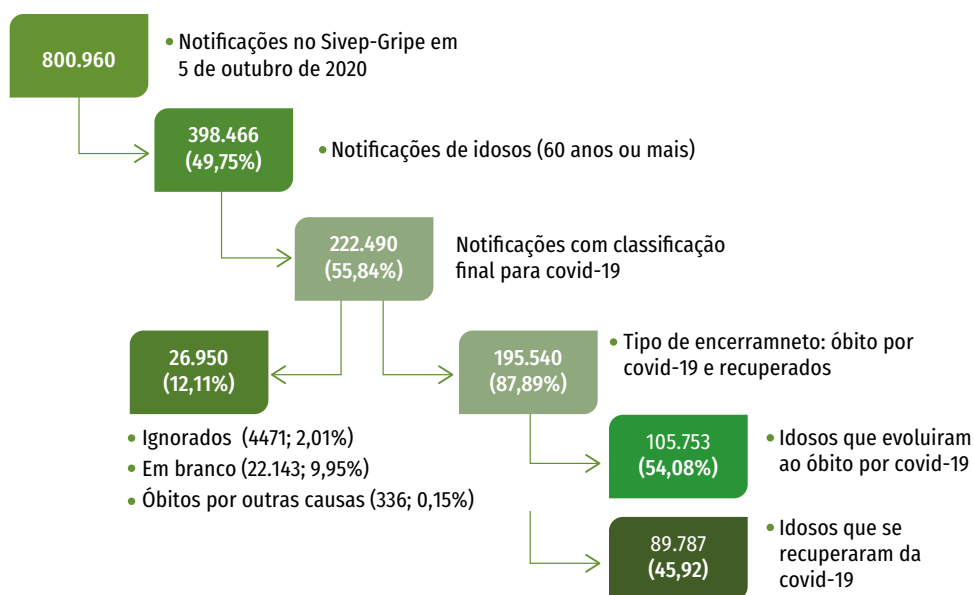 800.960
• Notificações no Sivep-Gripe em
5 de outubro de 2020
398.466
(49,75%)
• Notificações de idosos (60 anos ou mais)
222.490
(55,84%)
Notificações com classificação
final para covid-19
26.950
(12,11%)
• Ignorados (4471; 2,01%)
• Em branco (22.143; 9,95%)
• Óbitos por outras causas (336; 0,15%)
195.540
(87,89%)
• Tipo de encerramneto: óbito por
covid-19 e recuperados
105.753
(54,08%)
• Idosos que evoluiram
ao óbito por covid-19
89.787
(45,92)
• Idosos que se
recuperaram da
covid-19